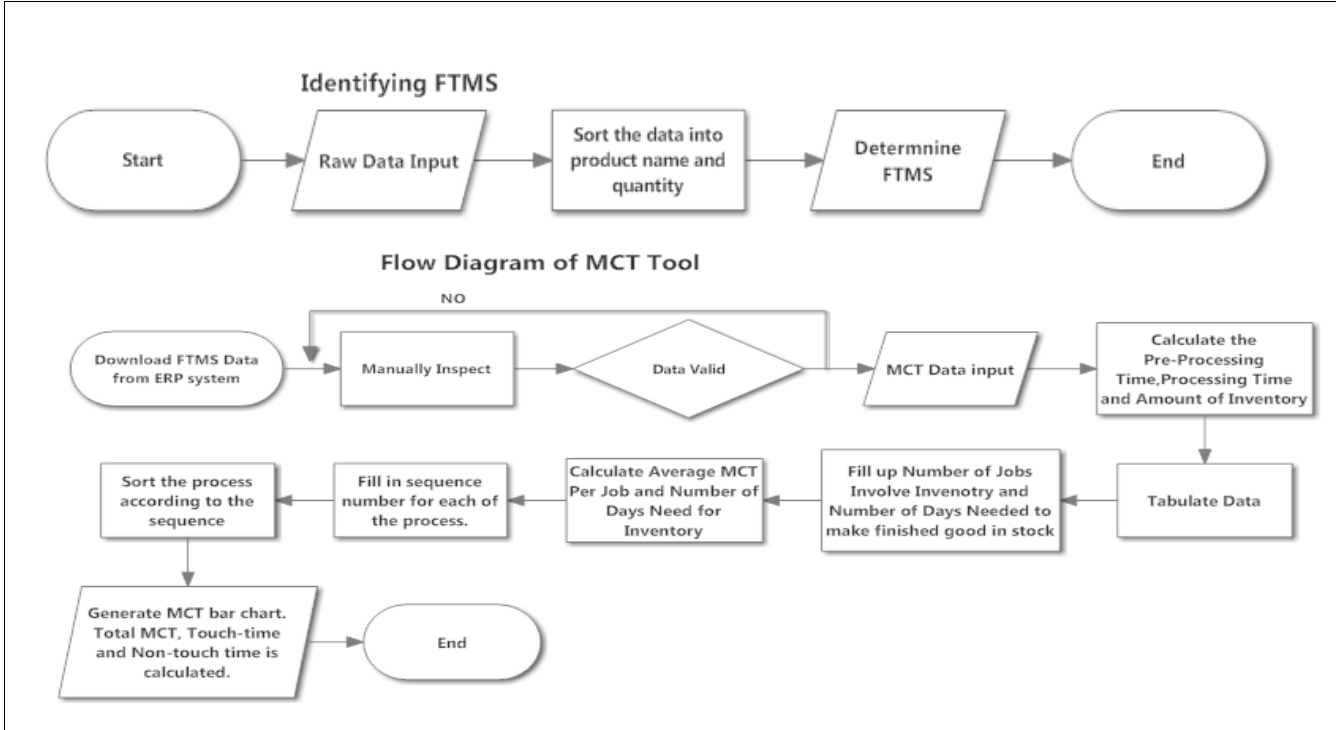 Identifying FTMS
Start
Raw Data Input
Sort the data into
product name and
quantity
Determnine
FTMS
End
Flow Diagram of MCT Tool
NO
Download FTMS Data
from ERP system
Manually Inspect
Data Valid
MCT Data input
Calculate the
Pre-Processing
Time,Processing Time
and Amount of Inventory
Tabulate Data
Fill up Number of Jobs
Involve Invenotry and
Number of Days Needed to
make finished good in stock
Calculate Average MCT
Per Job and Number of
Days Need for
Inventory
Fill in sequence
number for each of
the process.
Sort the process
according to the
sequence
Generate MCT bar chart.
Total MCT, Touch-time
and Non-touch time is
calculated.
End